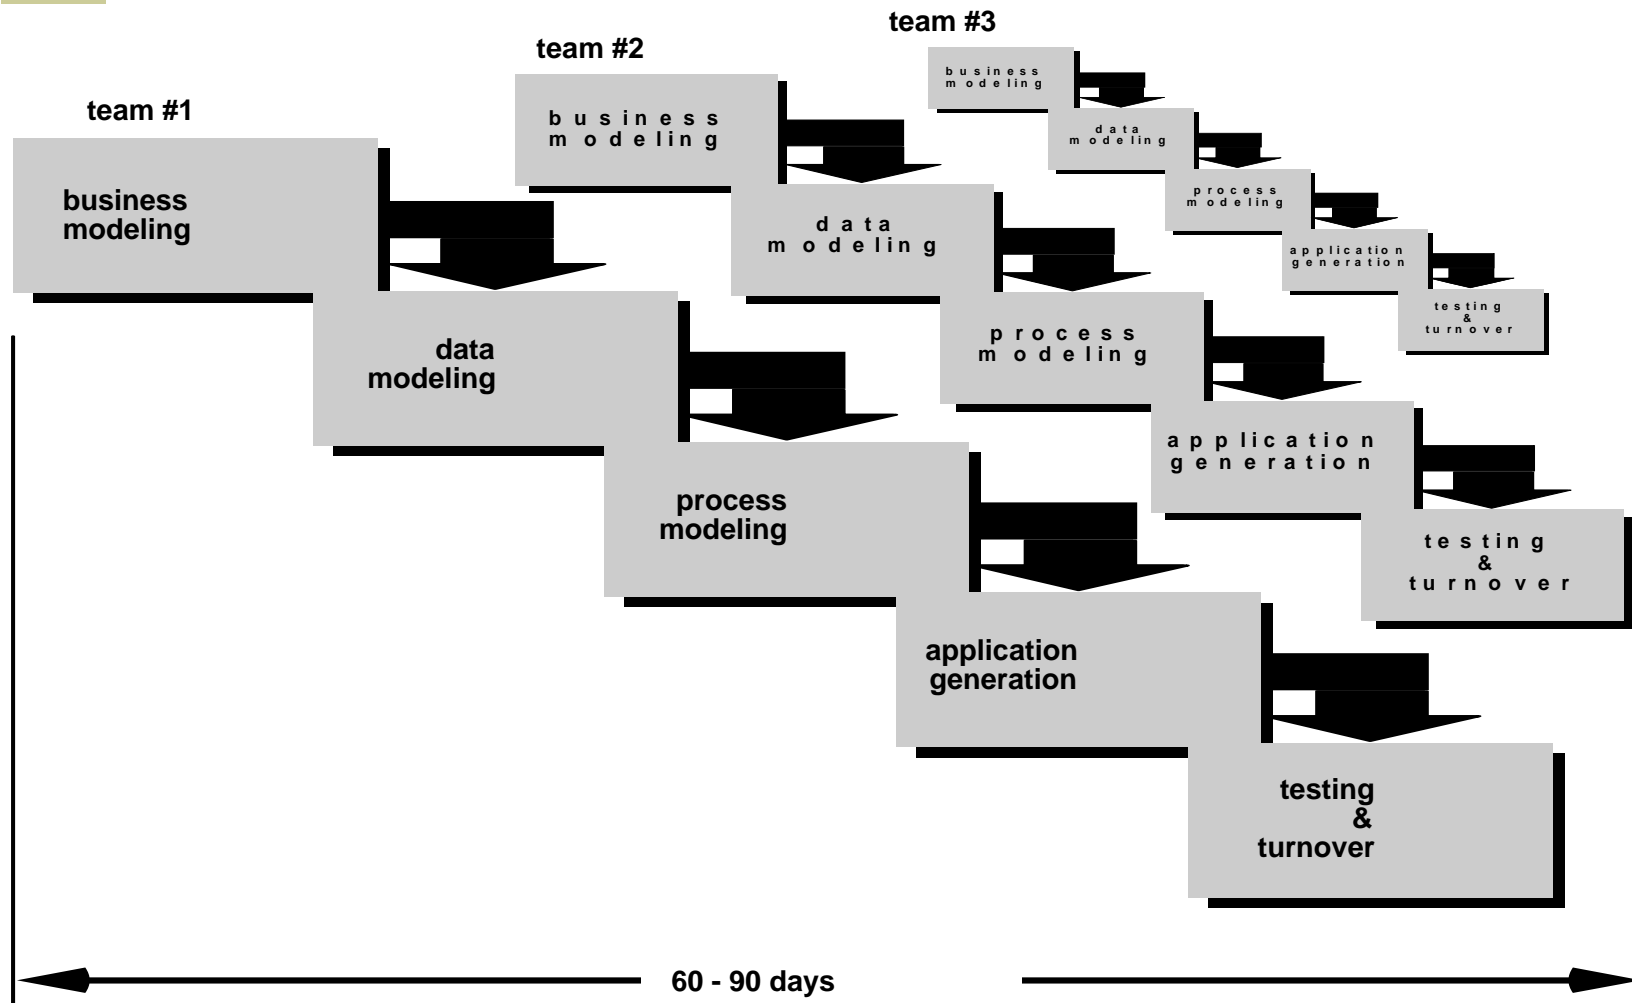 team #1
business
modeling
data
modeling
process
modeling
application
generation
testing
&
turnover
team #2
business
modeling
data
modeling
process
modeling
application
generation
testing
&
turnover
team #3
business
modeling
data
modeling
process
modeling
application
generation
testing
&
turnover
60 - 90 days